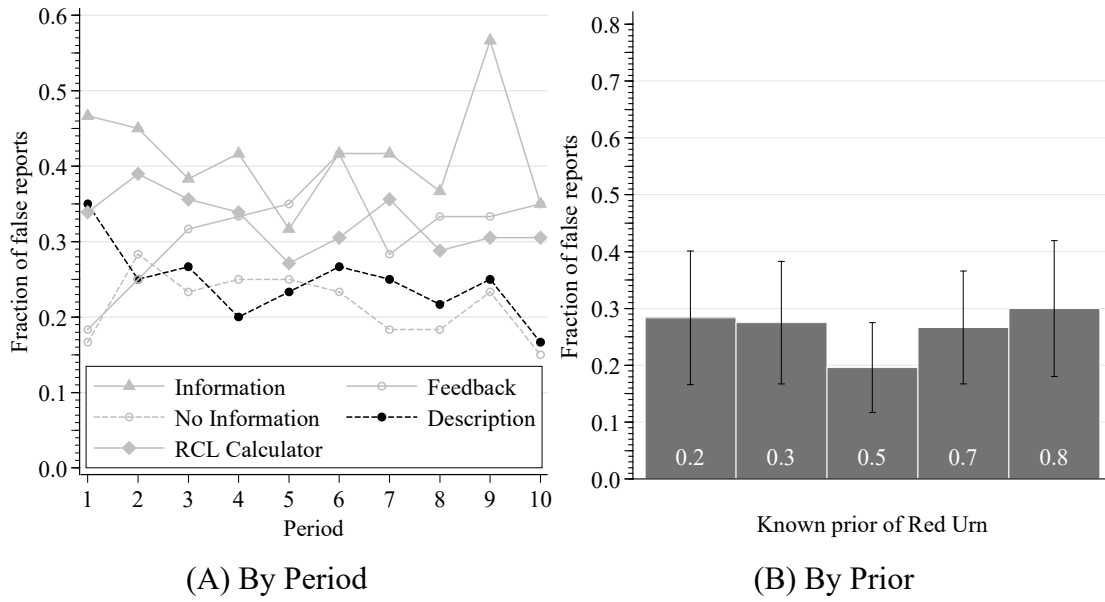 Fraction of false reports
0.6
0.5
0.4
0.3
0.2
0.1
0.0
Information
Feedback
No Information
Description
RCL Calculator
1 2 3 4 5 6 7 8 9 10
Period
(A) By Period
Fraction of false reports
0.8
0.7
0.6
0.5
0.4
0.3
0.2
0.1
0.0
0.2 0.3 0.5 0.7 0.8
Known prior of Red Urn
(B) By Prior